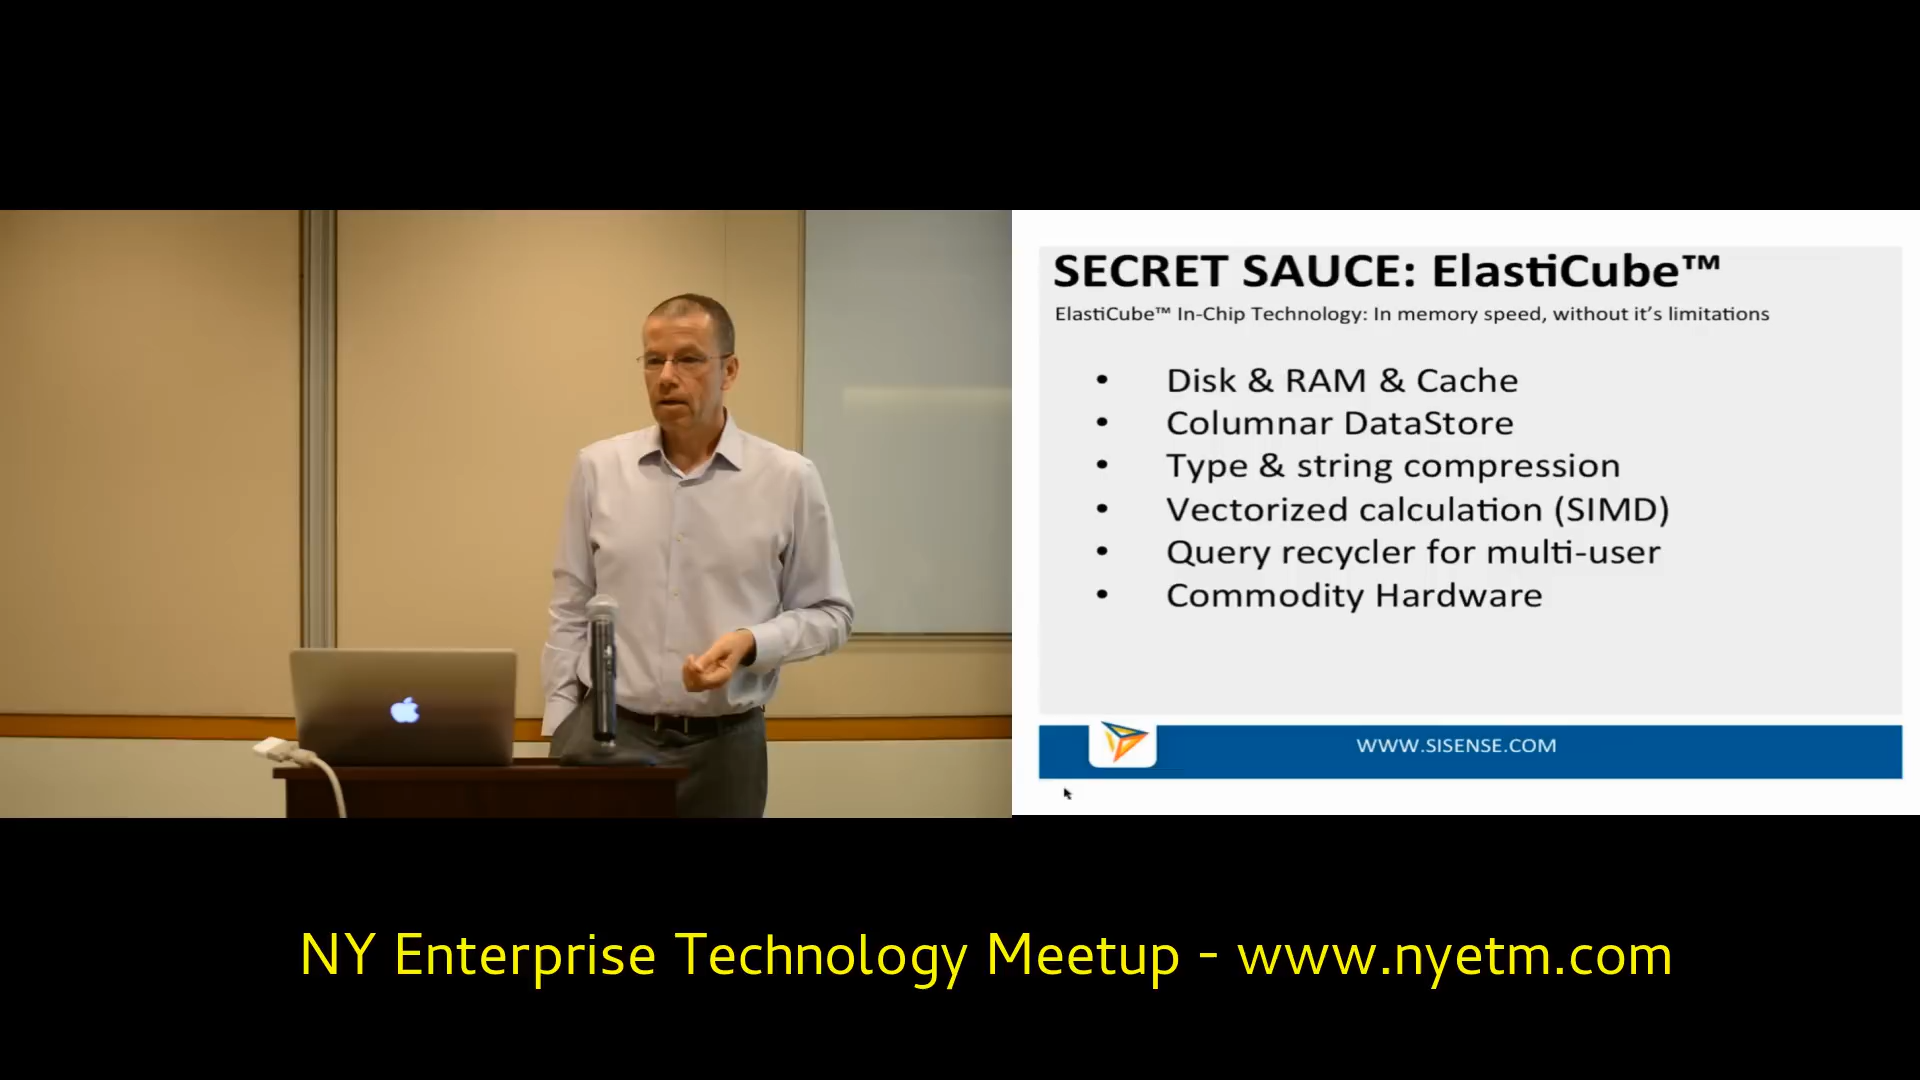 SECRET SAUCE: ElastiCube™
ElastiCube™ In-Chip Technology: In memory speed, without it's limitations
• Disk & RAM & Cache
• Columnar DataStore
• Type & string compression
• Vectorized calculation (SIMD)
• Query recycler for multi-user
• Commodity Hardware
WWW.SISENSE.COM
NY Enterprise Technology Meetup - www.nyetm.com